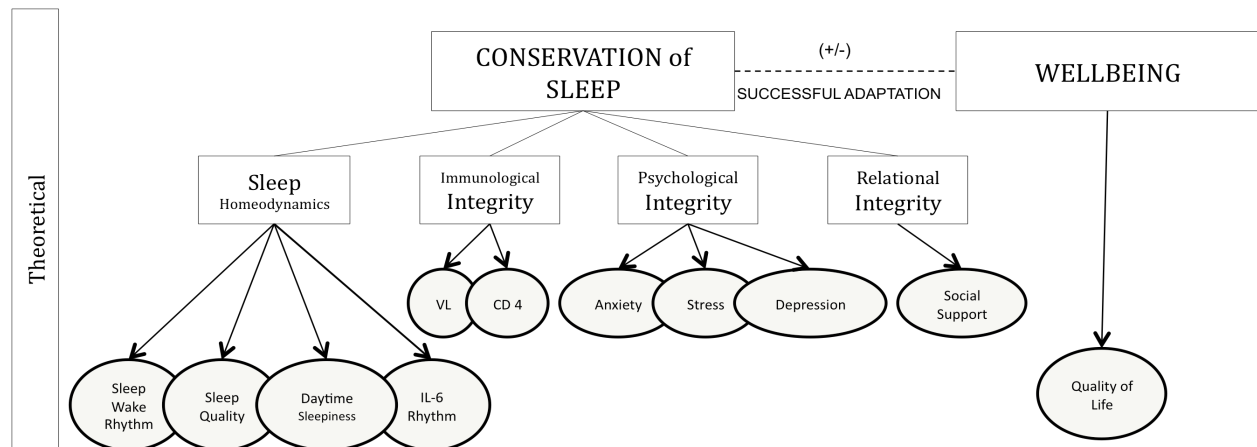 Theoretical
CONSERVATION of
SLEEP
(+/-)
SUCCESSFUL ADAPTATION
WELLBEING
Sleep
Homeodynamics
Immunological
Integrity
Psychological
Integrity
Relational
Integrity
VL
CD 4
Anxiety
Stress
Depression
Social
Support
Sleep
Wake
Rhythm
Sleep
Quality
Daytime
Sleepiness
IL-6
Rhythm
Quality of
Life